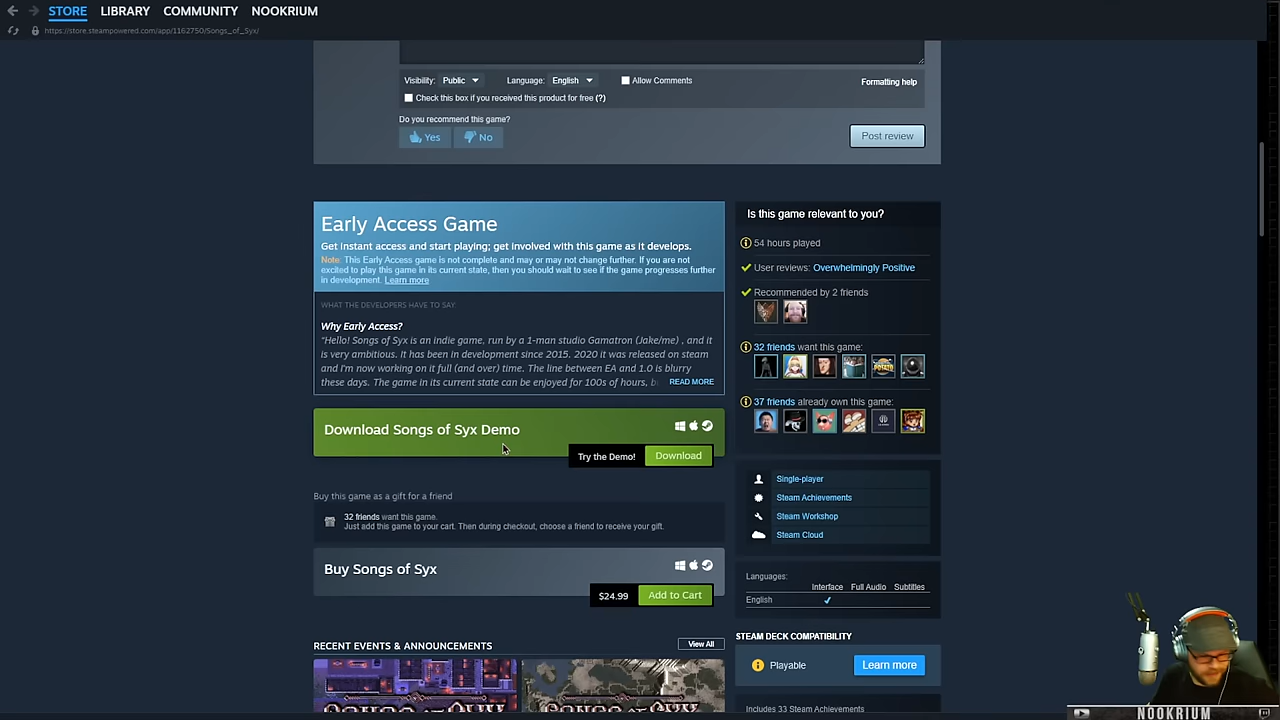 STORE LIBRARY COMMUNITY NOOKRIUM
https://store.steampowered.com/app/1162750/Songs_of_Syx/
Visibility: Public Language: English Allow Comments
Formatting help
Check this box if you received this product for free (?)
Do you recommend this game?
Yes No
Post review
Early Access Game
Get instant access and start playing; get involved with this game as it develops.
Note: This Early Access game is not complete and may or may not change further. If you are
not excited to play this game in its current state, then you should wait to see if the game progresses further
in development. Learn more
WHAT THE DEVELOPERS HAVE TO SAY:
Why Early Access?
"Hello! Songs of Syx is an indie game, run by a 1-man studio Gamatron (Jake/me) , and it
is very ambitious. It has been in development since 2015. 2020 it was released on steam
and I'm now working on it full (and over) time. The line between EA and 1.0 is blurry
these days. The game in its current state can be enjoyed for 100s of hours, b
READ MORE
Download Songs of Syx Demo
Try the Demo! Download
Buy this game as a gift for a friend
32 friends want this game.
Just add this game to your cart. Then during checkout, choose a friend to receive your gift.
Buy Songs of Syx
$24.99 Add to Cart
RECENT EVENTS & ANNOUNCEMENTS
View All
Is this game relevant to you?
54 hours played
User reviews: Overwhelmingly Positive
Recommended by 2 friends
32 friends want this game:
POTATO
37 friends already own this game:
Single-player
Steam Achievements
Steam Workshop
Steam Cloud
Languages:
Interface Full Audio Subtitles
English ✔
STEAM DECK COMPATIBILITY
Playable Learn more
Includes 33 Steam Achievements
NOOKRIUM